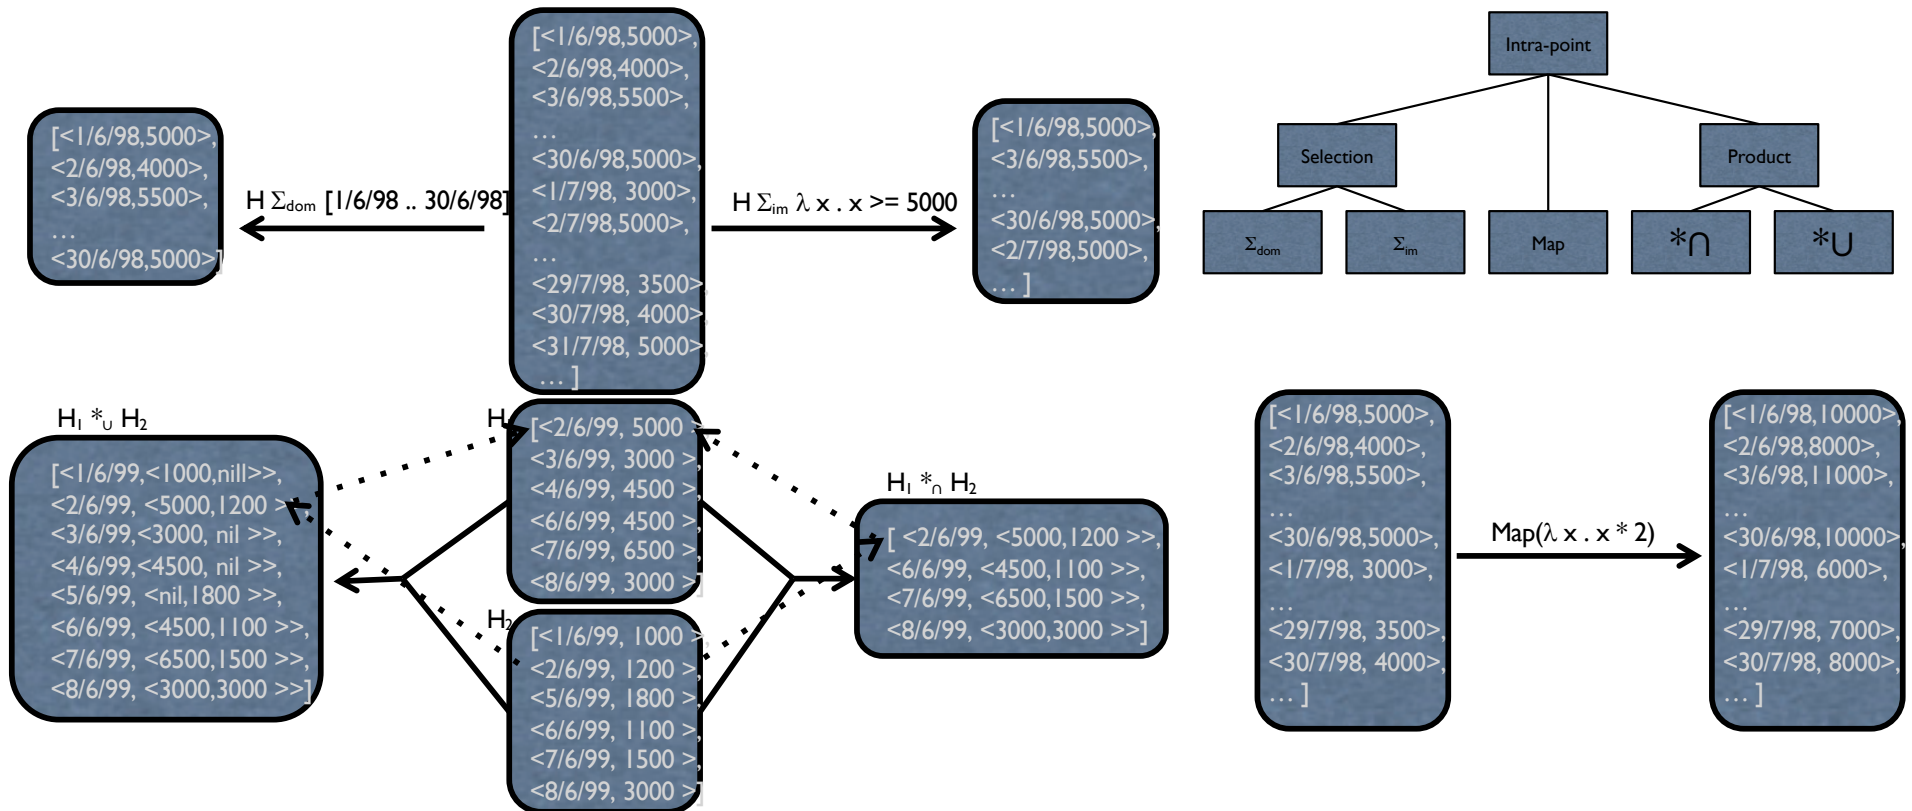 [<1/6/98,5000>,
<2/6/98,4000>,
<3/6/98,5500>,
...
<30/6/98,5000>]
H Σdom [1/6/98 .. 30/6/98]
[<1/6/98,5000>,
<2/6/98,4000>,
<3/6/98,5500>,
...
<30/6/98,5000>,
<1/7/98, 3000>,
<2/7/98,5000>,
...
<29/7/98, 3500>,
<30/7/98, 4000>,
<31/7/98, 5000>,
... ]
H Σim λ x . x >= 5000
[<1/6/98,5000>,
<3/6/98,5500>,
...
<30/6/98,5000>,
<2/7/98,5000>,
... ]
Intra-point
Selection
Product
Σdom
Σim
Map
*∩
*∪
H1 *∪ H2
[<1/6/99,<1000,nill>>,
<2/6/99, <5000,1200 >,
<3/6/99, <3000, nil >>,
<4/6/99,<4500, nil >>,
<5/6/99, <nil,1800 >>,
<6/6/99, <4500,1100 >>,
<7/6/99, <6500,1500 >>,
<8/6/99, <3000,3000 >>]
H
[<2/6/99, 5000 >
<3/6/99, 3000 >,
<4/6/99, 4500 >,
<6/6/99, 4500 >,
<7/6/99, 6500 >,
<8/6/99, 3000 >]
H2
[<1/6/99, 1000 >,
<2/6/99, 1200 >,
<5/6/99, 1800 >,
<6/6/99, 1100 >,
<7/6/99, 1500 >,
<8/6/99, 3000 >]
H1 *∩ H2
[ <2/6/99, <5000,1200 >>,
<6/6/99, <4500,1100 >>,
<7/6/99, <6500,1500 >>,
<8/6/99, <3000,3000 >>]
[<1/6/98,5000>,
<2/6/98,4000>,
<3/6/98,5500>,
...
<30/6/98,5000>,
<1/7/98, 3000>,
...
<29/7/98, 3500>,
<30/7/98, 4000>,
... ]
Map(λ x . x * 2)
[<1/6/98,10000>,
<2/6/98,8000>,
<3/6/98,11000>,
...
<30/6/98,10000>,
<1/7/98, 6000>,
...
<29/7/98, 7000>,
<30/7/98, 8000>,
... ]